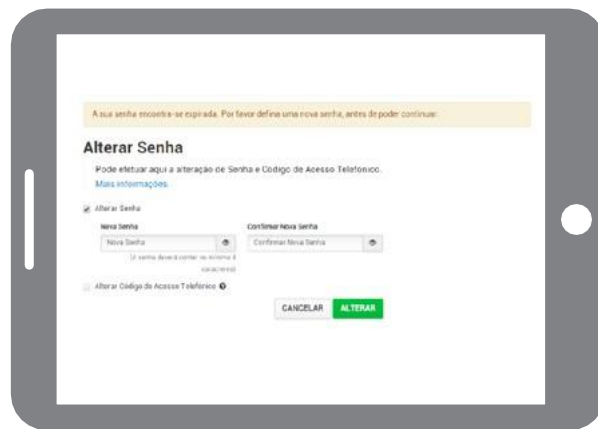 A sua senha encontra-se expirada. Por favor defina uma nova senha, antes de poder continuar.
Alterar Senha
Pode efetuar aqui a alteração de Senha e Código de Acesso Telefónico.
Mais informações.
Alterar Senha
Nova Senha Confirmar Nova Senha
Nova Senha Confirmar Nova Senha
(A senha deverá conter no mínimo 8
caracteres)
Alterar Código de Acesso Telefónico
CANCELAR ALTERAR